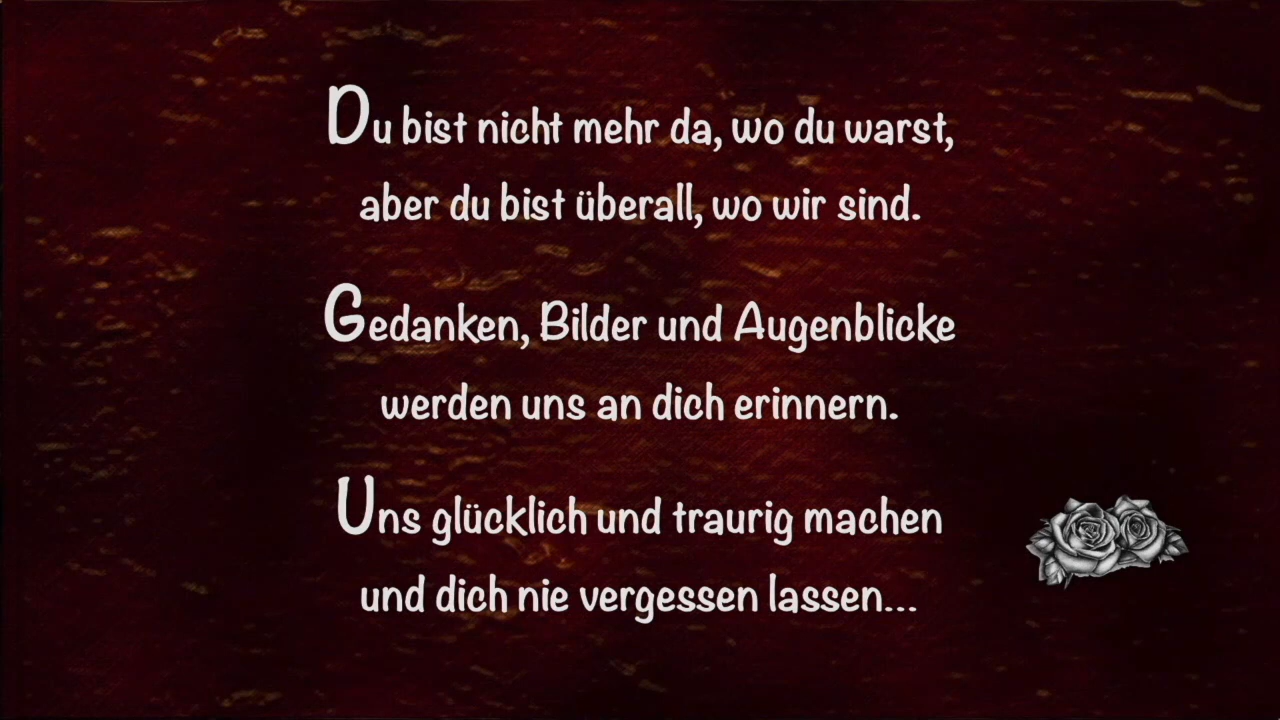 Du bist nicht mehr da, wo du warst,
aber du bist überall, wo wir sind.
Gedanken, Bilder und Augenblicke
werden uns an dich erinnern.
Uns glücklich und traurig machen
und dich nie vergessen lassen...